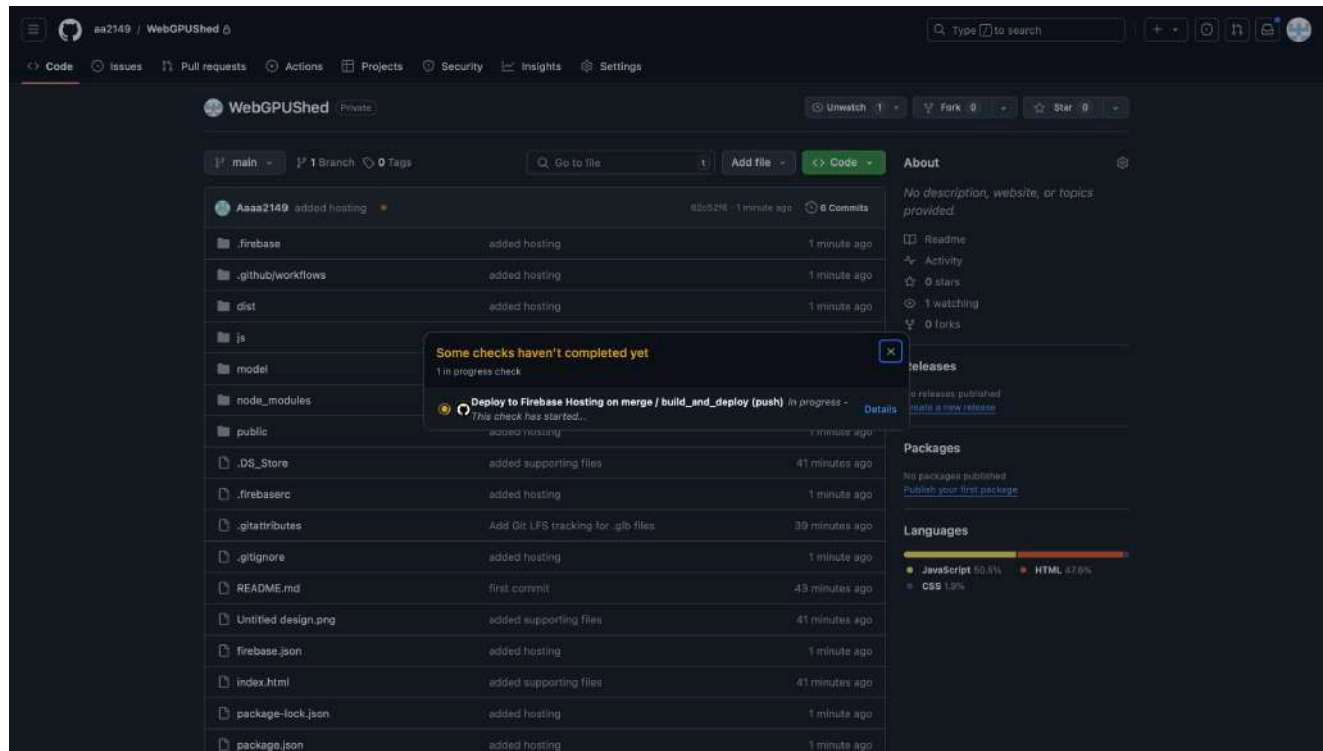 aa2149 / WebGPUShed
Type / to search
Code Issues Pull requests Actions Projects Security Insights Settings
WebGPUShed Private
Unwatch 1 Fork 0 Star 0
main 1 Branch 0 Tags
Go to file t Add file Code
About
No description, website, or topics
provided.
Aaaa2149 added hosting 1 minute ago 6 Commits
.firebase added hosting 1 minute ago
Readme
.github/workflows added hosting 1 minute ago
Activity
0 stars
dist added hosting 1 minute ago
1 watching
js
0 forks
Some checks haven't completed yet
1 in progress check
model
Releases
node_modules
No releases published
Create a new release
Deploy to Firebase Hosting on merge / build_and_deploy (push) In progress –
This check has started... Details
public added hosting 1 minute ago
Packages
.DS_Store added supporting files 41 minutes ago
No packages published
Publish your first package
.firebaserc added hosting 1 minute ago
.gitattributes Add Git LFS tracking for .glb files 39 minutes ago
Languages
.gitignore added hosting 1 minute ago
JavaScript 50.5% HTML 47.6%
CSS 1.9%
README.md first commit 43 minutes ago
Untitled design.png added supporting files 41 minutes ago
firebase.json added hosting 1 minute ago
index.html added supporting files 41 minutes ago
package-lock.json added hosting 1 minute ago
package.json added hosting 1 minute ago